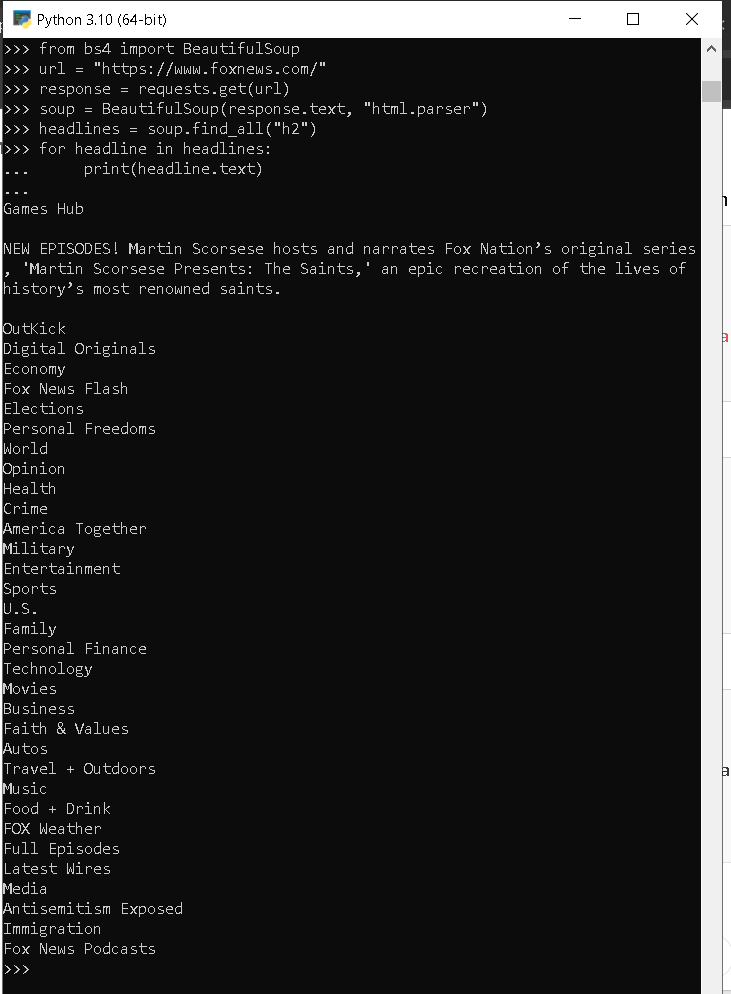 Python 3.10 (64-bit)
>>> from bs4 import BeautifulSoup
>>> url = "https://www.foxnews.com/"
>>> response = requests.get(url)
>>> soup = BeautifulSoup(response.text, "html.parser")
>>> headlines = soup.find_all("h2")
>>> for headline in headlines:
...      print(headline.text)
...
Games Hub
NEW EPISODES! Martin Scorsese hosts and narrates Fox Nation’s original series
, 'Martin Scorsese Presents: The Saints,' an epic recreation of the lives of
history’s most renowned saints.
OutKick
Digital Originals
Economy
Fox News Flash
Elections
Personal Freedoms
World
Opinion
Health
Crime
America Together
Military
Entertainment
Sports
U.S.
Family
Personal Finance
Technology
Movies
Business
Faith & Values
Autos
Travel + Outdoors
Music
Food + Drink
FOX Weather
Full Episodes
Latest Wires
Media
Antisemitism Exposed
Immigration
Fox News Podcasts
>>>